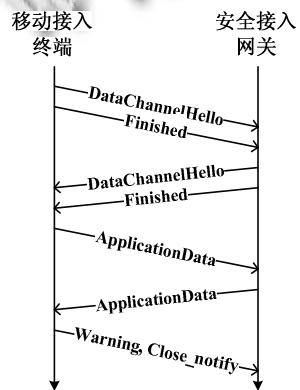 移动接入 安全接入
终端 网关
DataChannelHello
Finished
DataChannelHello
Finished
ApplicationData
ApplicationData
Warning, Close_notify